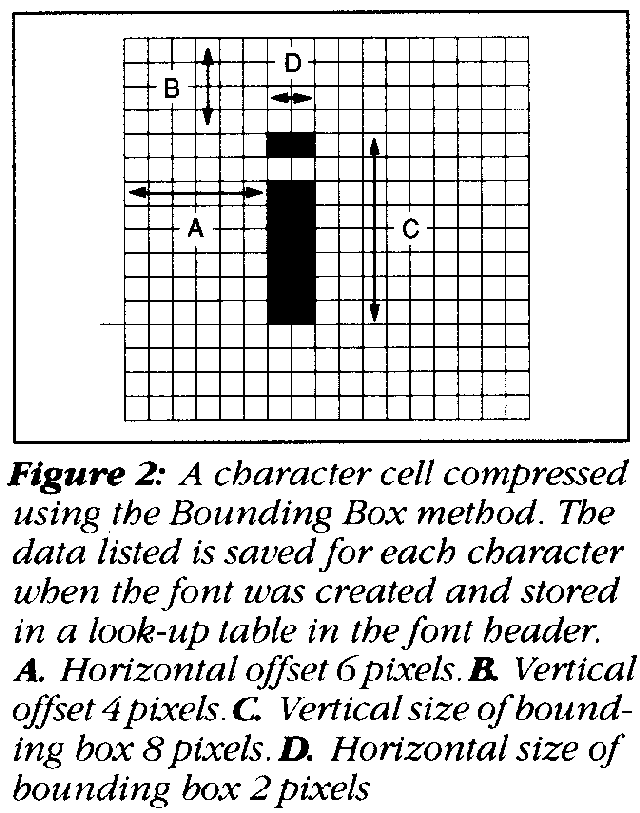 D
B
A
C
Figure 2: A character cell compressed
using the Bounding Box method. The
data listed is saved for each character
when the font was created and stored
in a look-up table in the font header.
A. Horizontal offset 6 pixels. B. Vertical
offset 4 pixels. C. Vertical size of bound-
ing box 8 pixels. D. Horizontal size of
bounding box 2 pixels